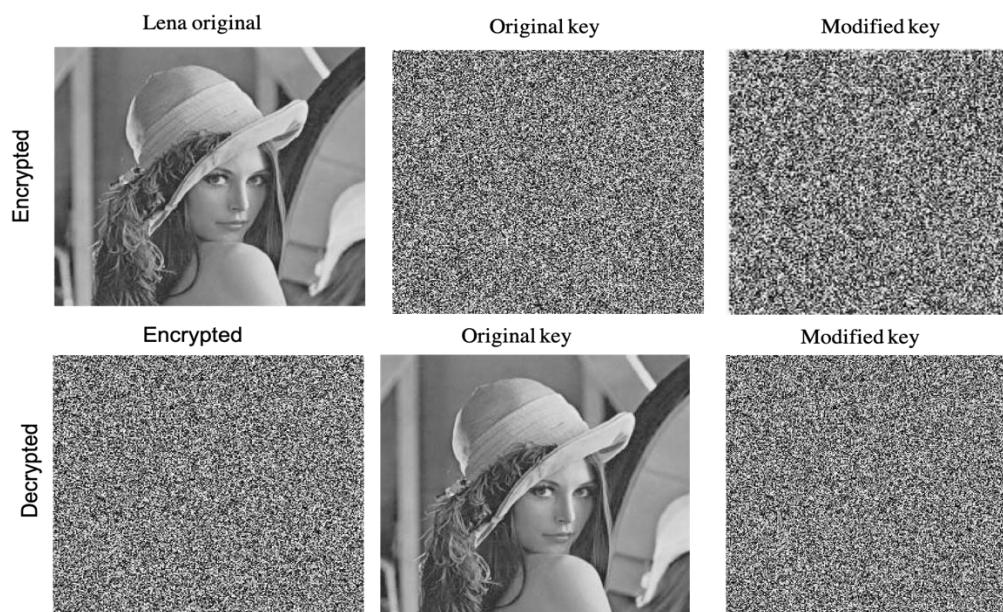 Lena original
Original key
Modified key
Encrypted
Encrypted
Original key
Modified key
Decrypted